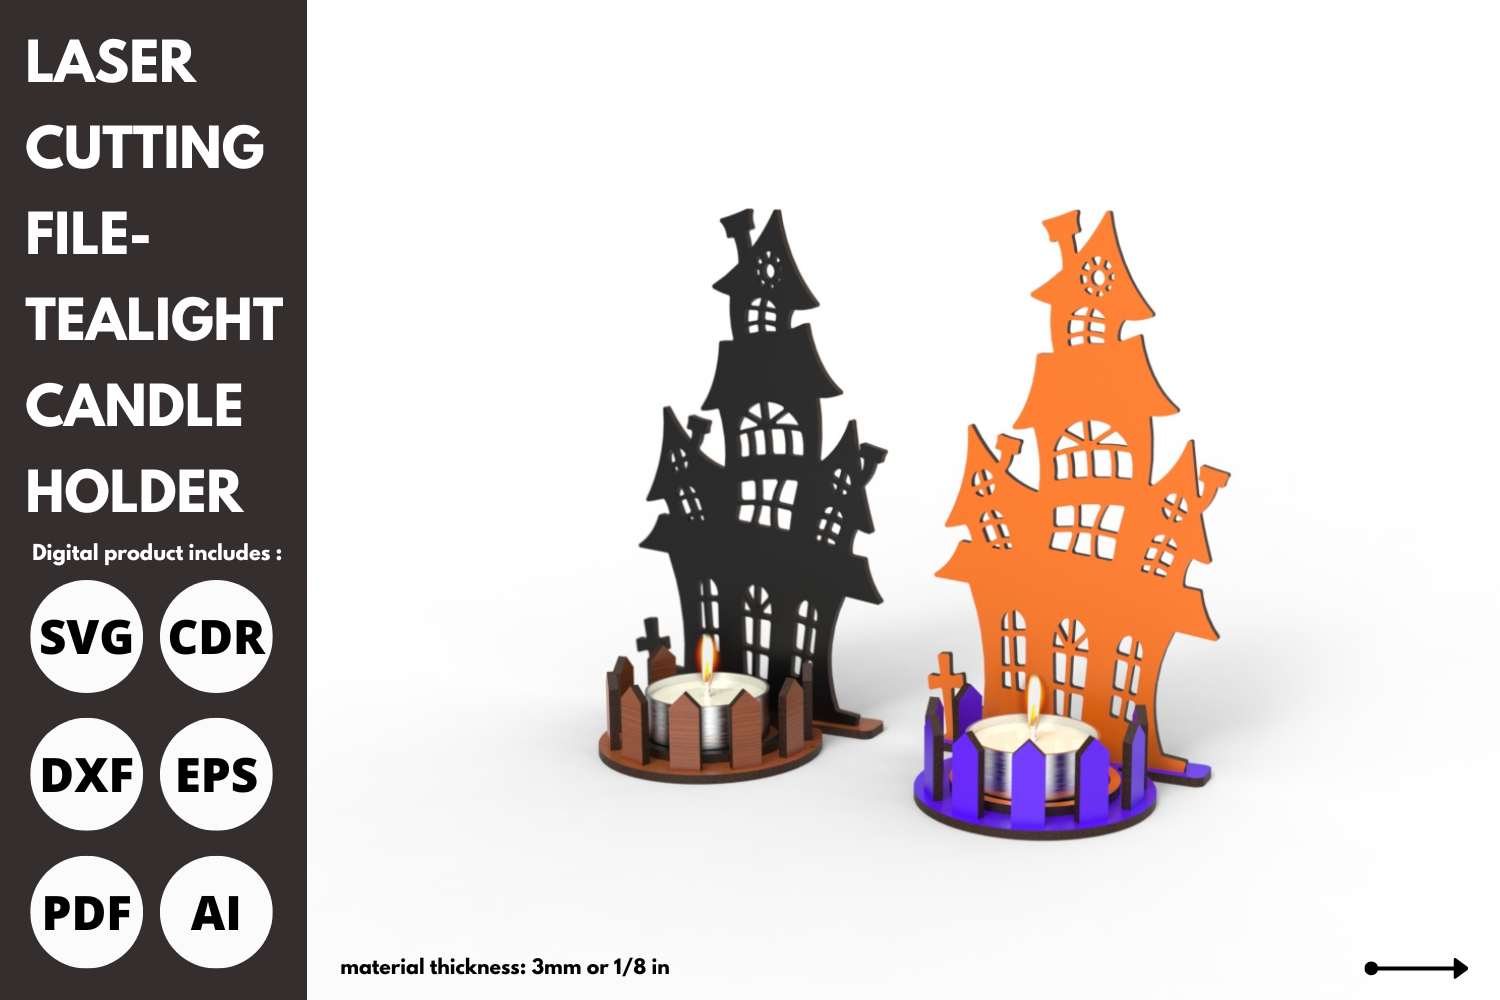 LASER
CUTTING
FILE-
TEALIGHT
CANDLE
HOLDER
Digital product includes :
SVG CDR
DXF EPS
PDF AI
material thickness: 3mm or 1/8 in